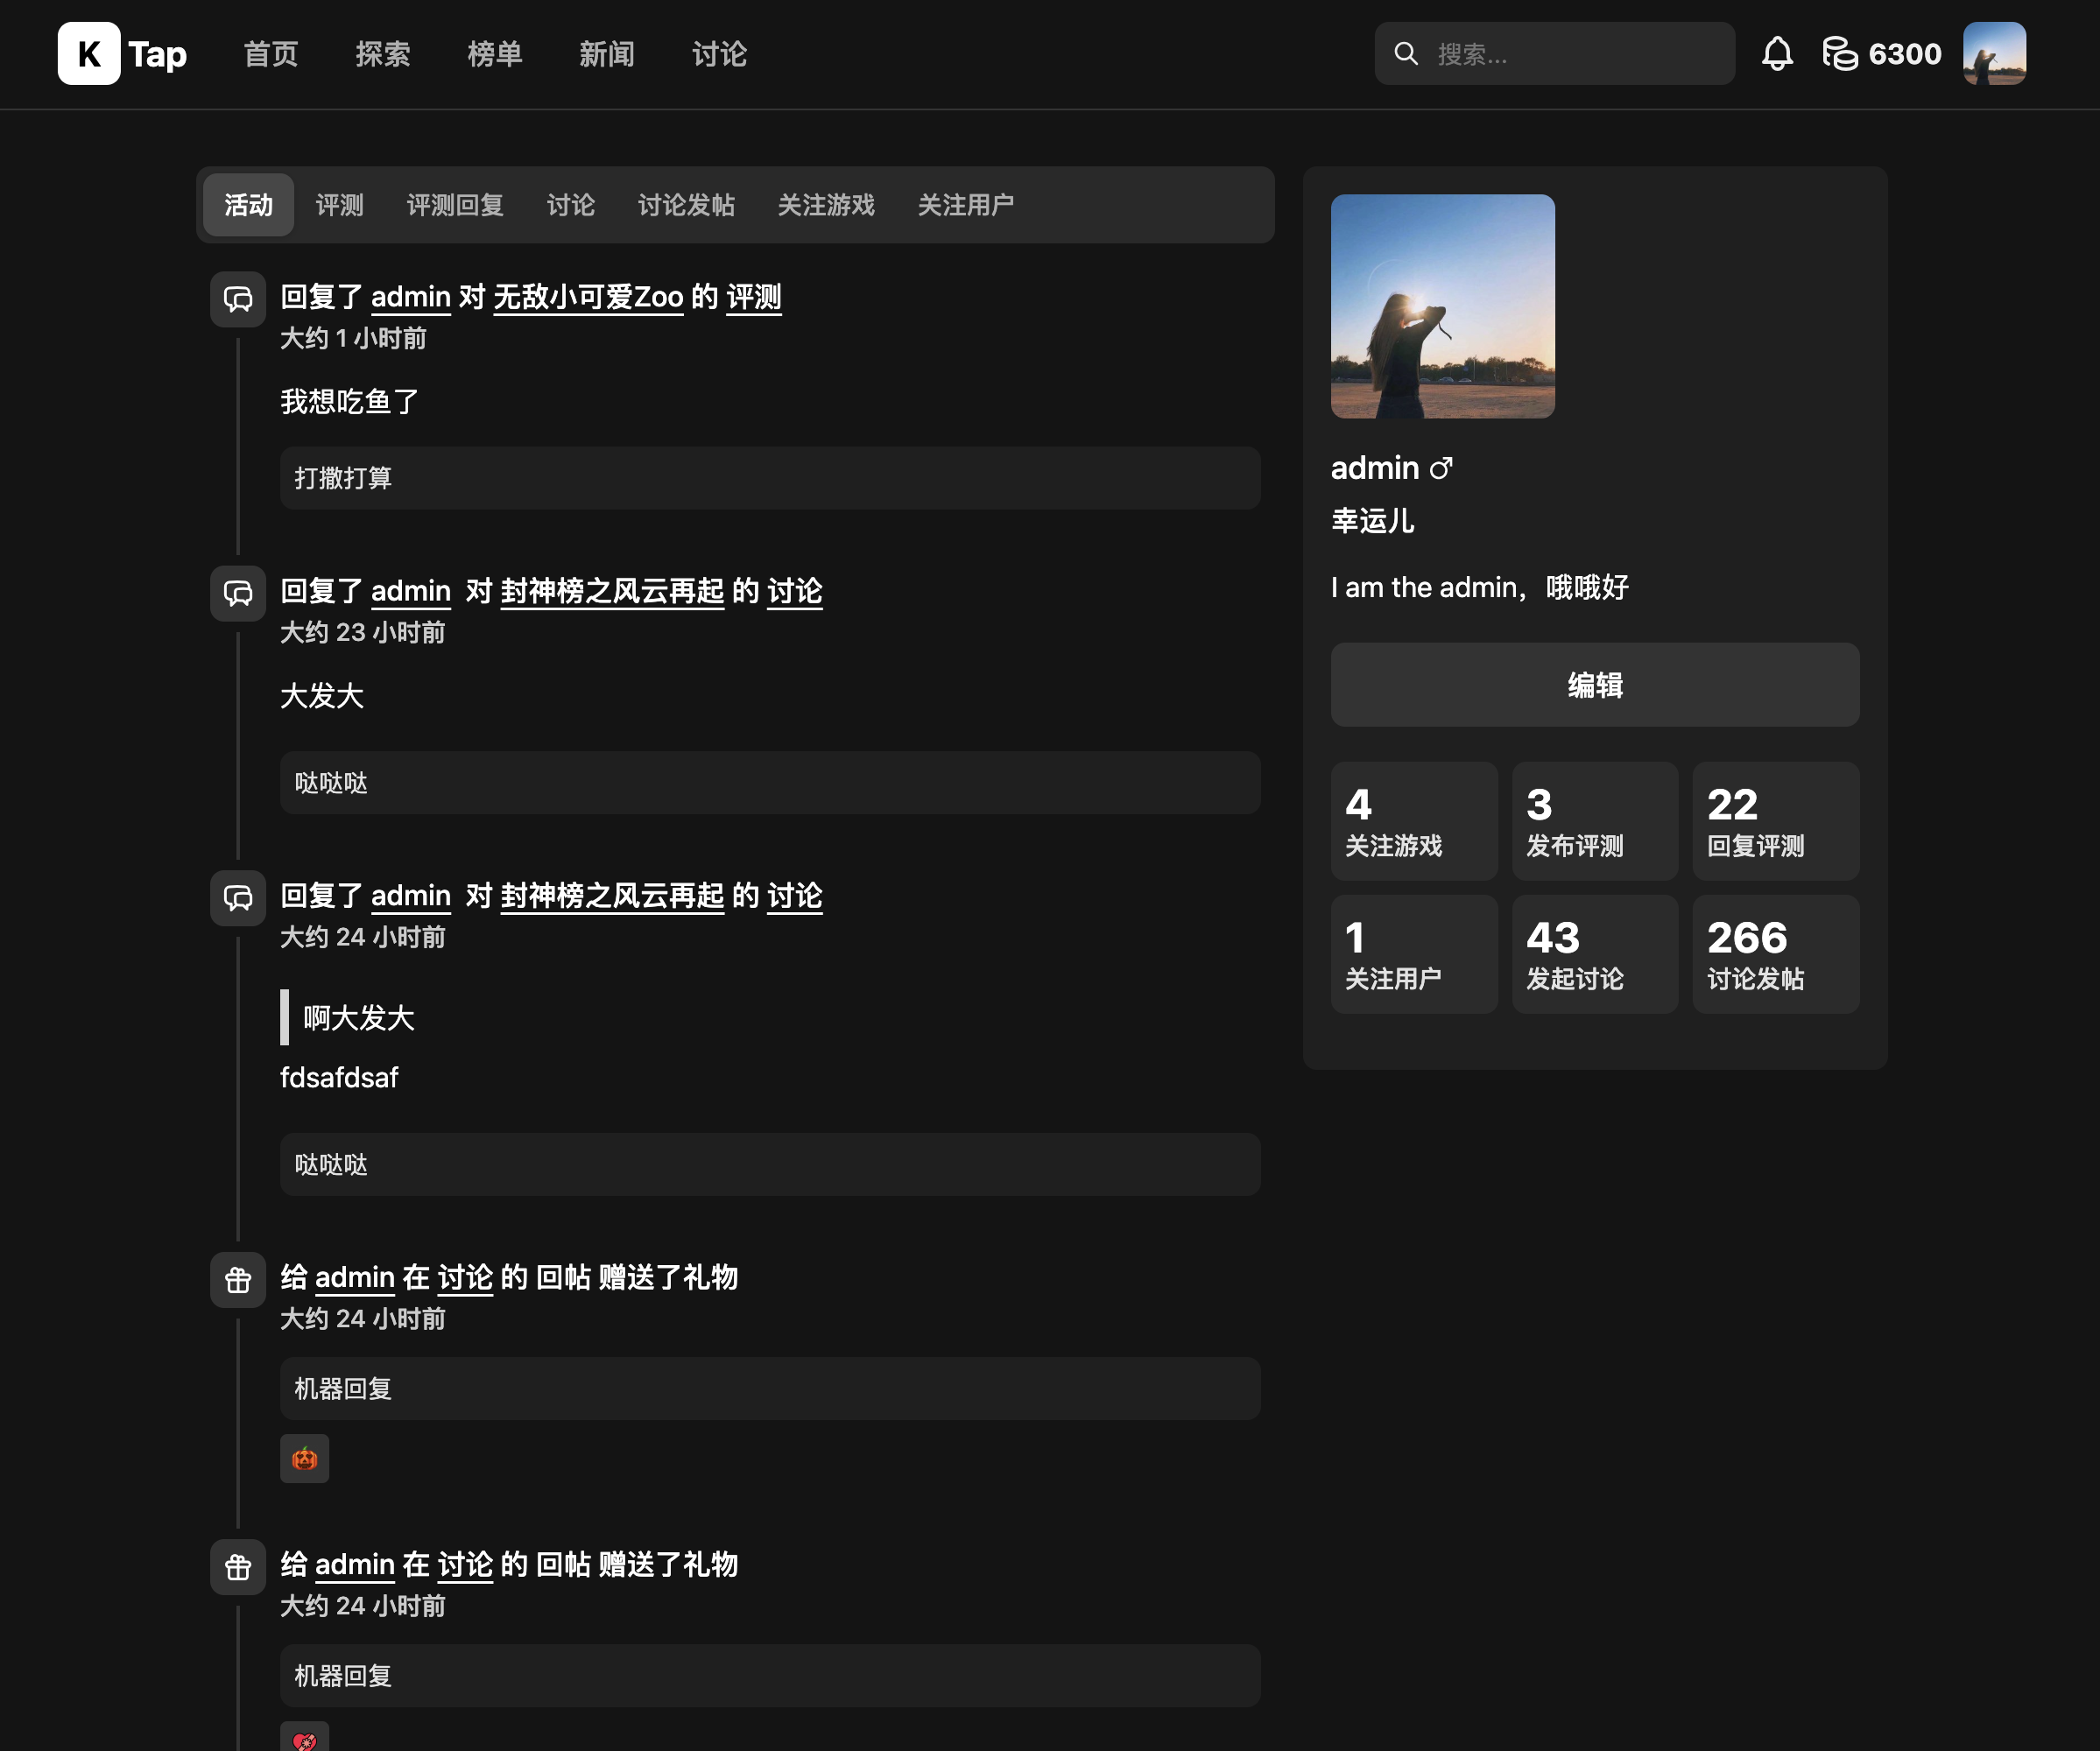 K Tap 首页 探索 榜单 新闻 讨论 搜索... 6300
活动 评测 评测回复 讨论 讨论发帖 关注游戏 关注用户
回复了 admin 对 无敌小可爱Zoo 的 评测
大约 1 小时前
我想吃鱼了
打撒打算
回复了 admin 对 封神榜之风云再起 的 讨论
大约 23 小时前
大发大
哒哒哒
回复了 admin 对 封神榜之风云再起 的 讨论
大约 24 小时前
啊大发大
fdsafdsaf
哒哒哒
给 admin 在 讨论 的 回帖 赠送了礼物
大约 24 小时前
机器回复
给 admin 在 讨论 的 回帖 赠送了礼物
大约 24 小时前
机器回复
admin
幸运儿
I am the admin，哦哦好
编辑
4
关注游戏
3
发布评测
22
回复评测
1
关注用户
43
发起讨论
266
讨论发帖